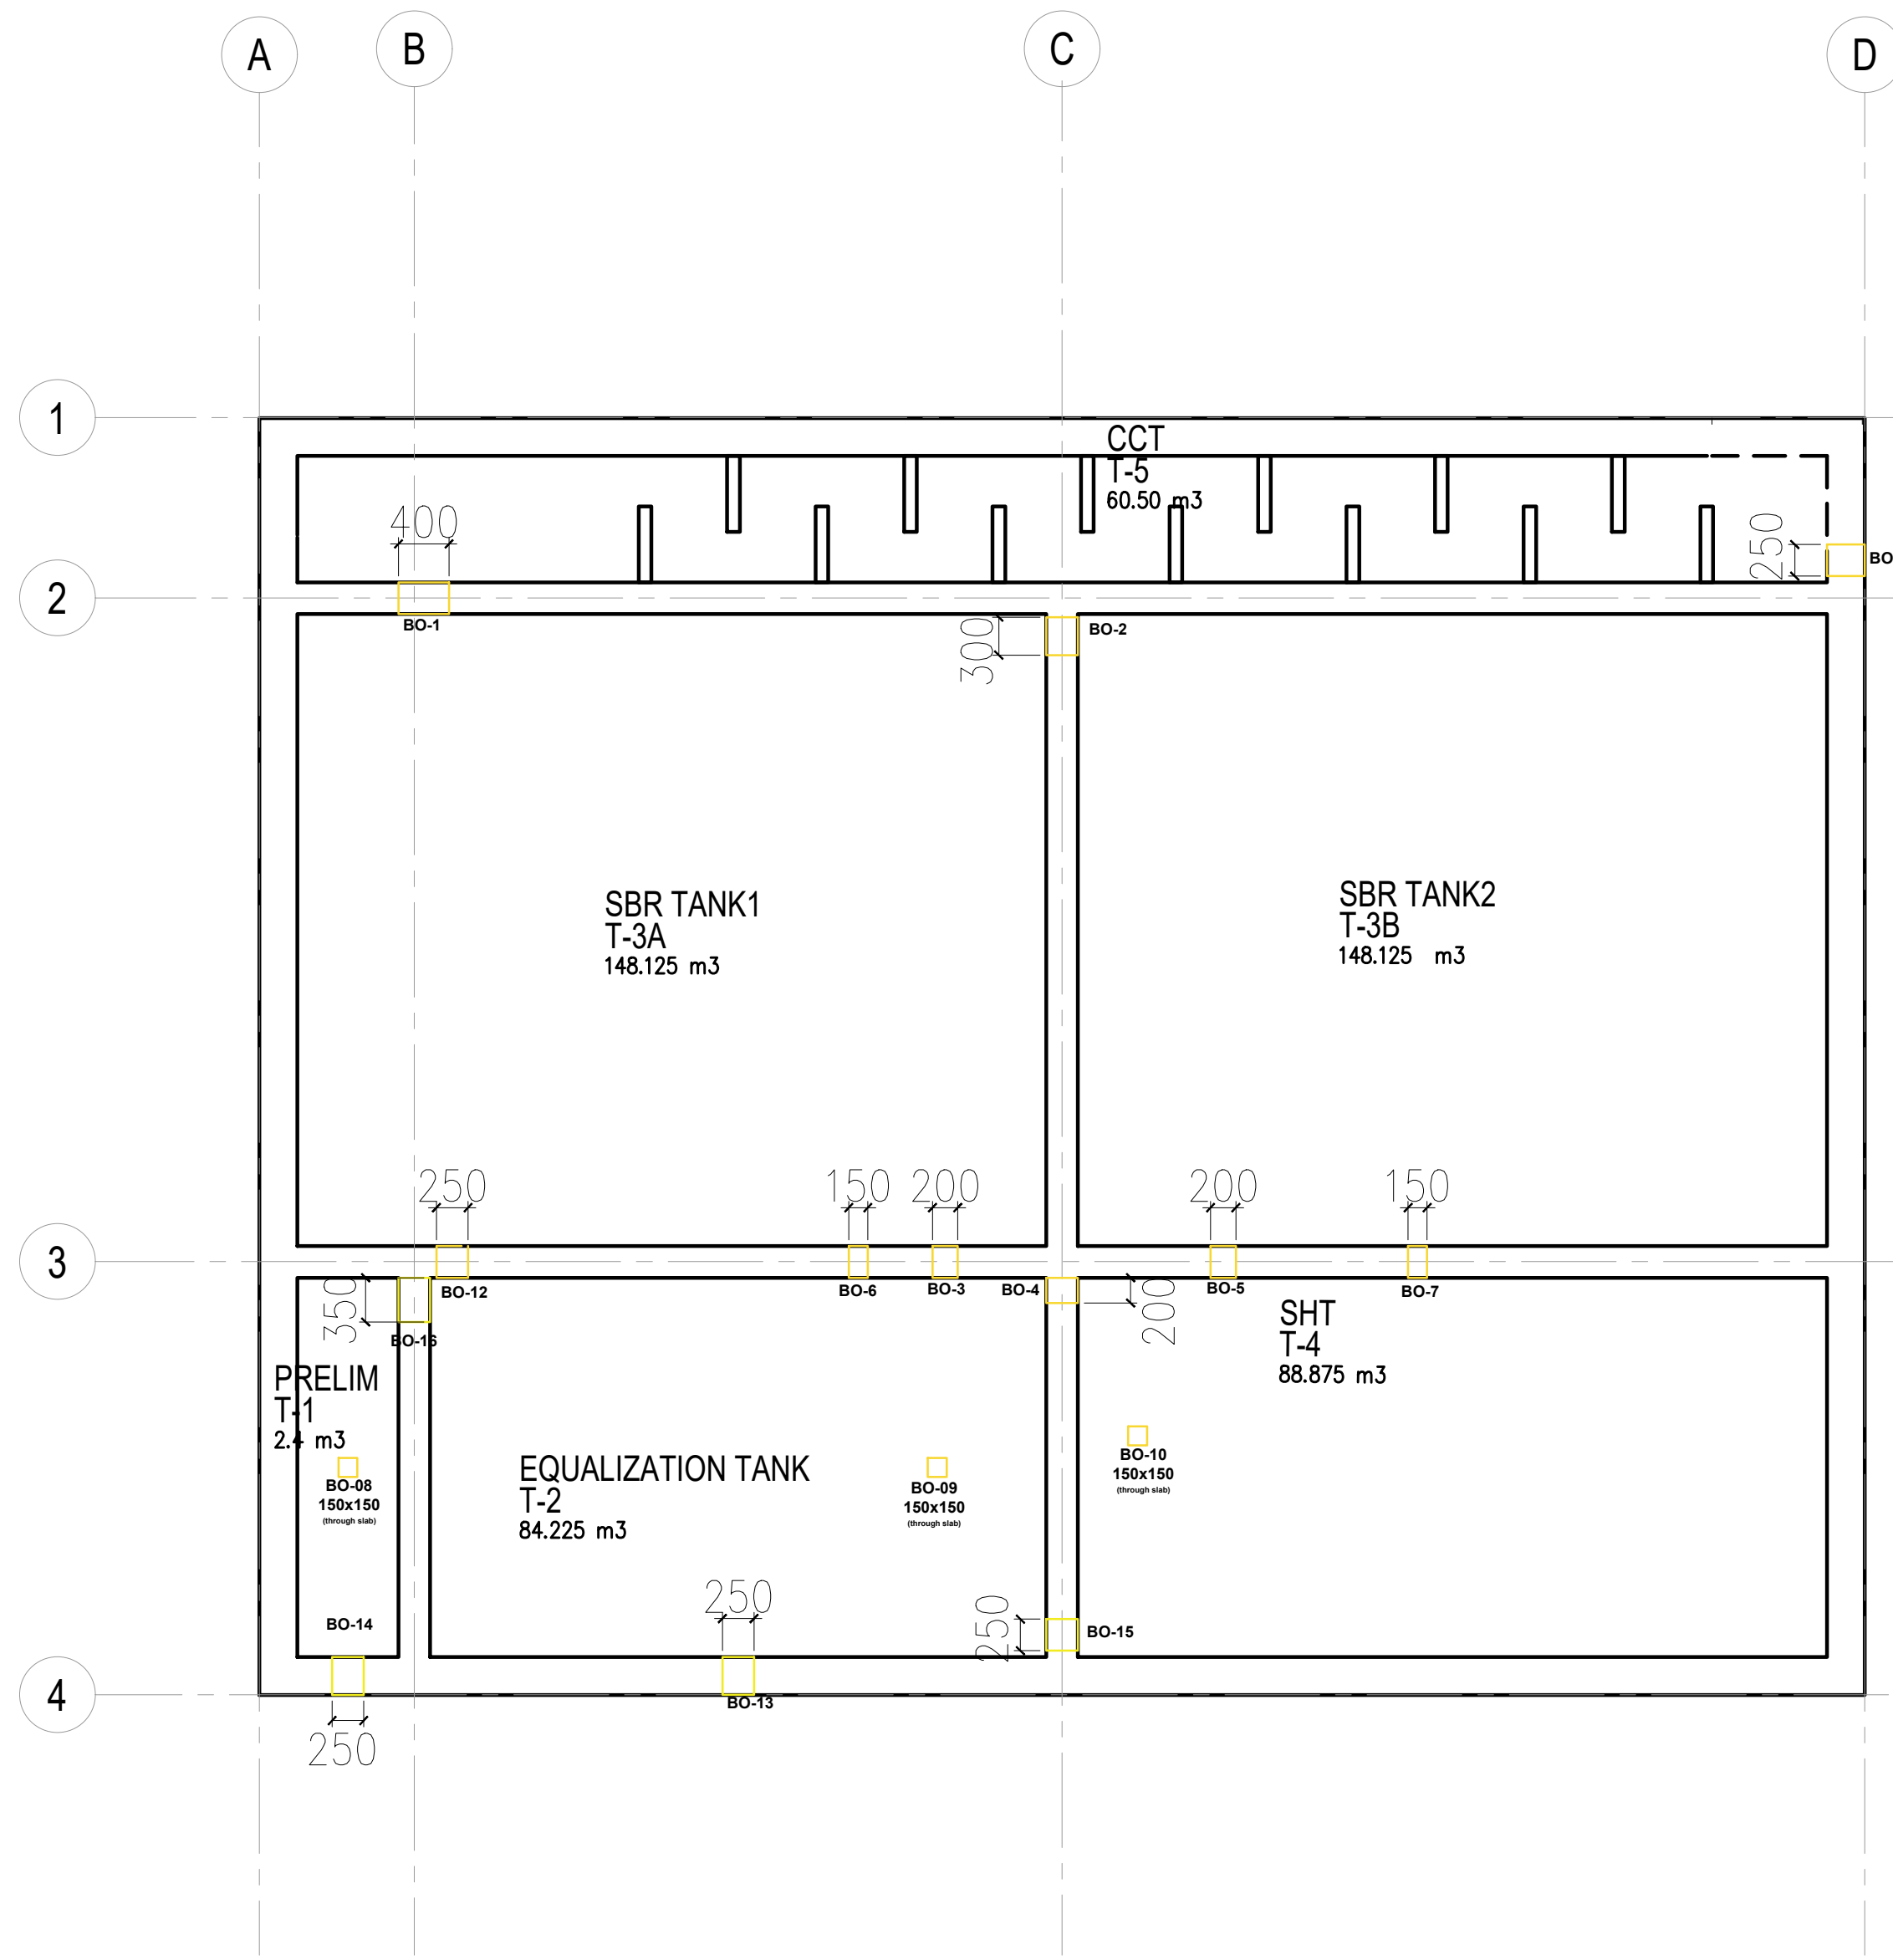 A
B
C
D
1
CCT
T-5
60.50 m3
400
250
BO
2
BO-1
300
BO-2
SBR TANK1
T-3A
148.125 m3
SBR TANK2
T-3B
148.125 m3
250
150
200
200
150
3
BO-12
BO-6
BO-3
BO-4
BO-5
BO-7
350
BO-16
200
SHT
T-4
88.875 m3
PRELIM
T-1
2.4 m3
BO-08
150x150
(through slab)
EQUALIZATION TANK
T-2
84.225 m3
BO-09
150x150
(through slab)
BO-10
150x150
(through slab)
250
250
BO-14
BO-15
4
BO-13
250